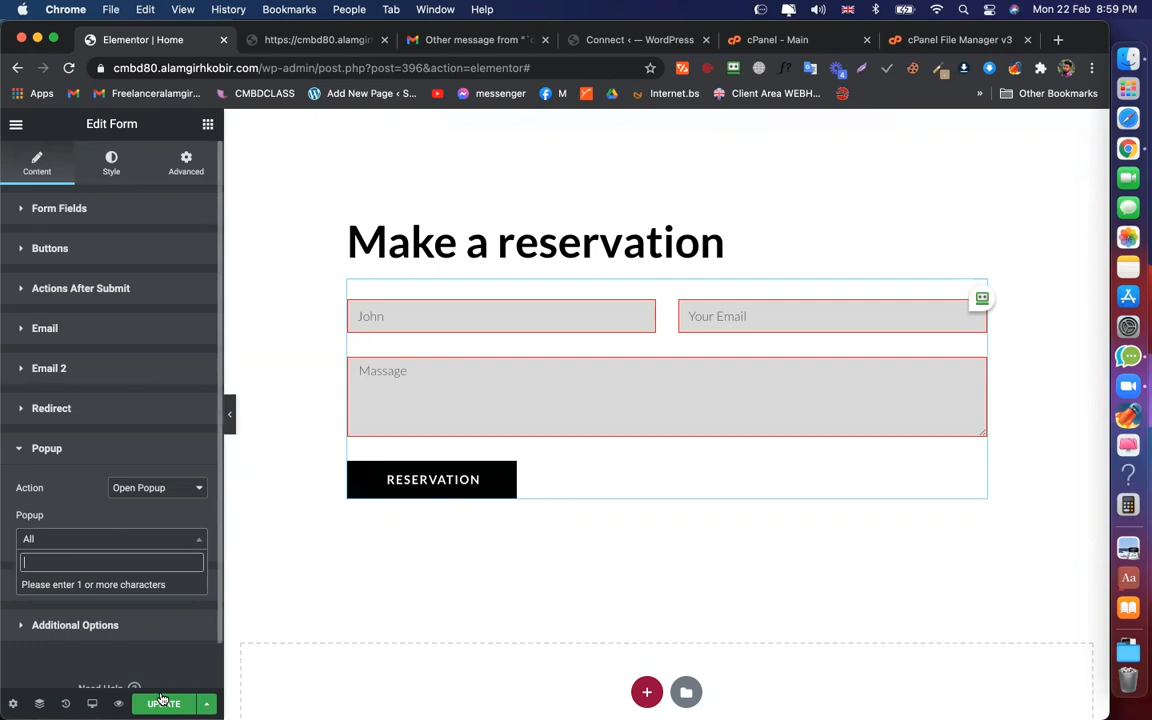 Chrome File Edit View History Bookmarks People Tab Window Help Mon 22 Feb 8:59 PM
Elementor | Home https://cmbd80.alamgir Other message from "`c Connect ‹ — WordPress cPanel - Main cPanel File Manager v3
cmbd80.alamgirhkobir.com/wp-admin/post.php?post=396&action=elementor#
Apps Freelanceralamgir... CMBDCLASS Add New Page ‹ S... messenger M Internet.bs Client Area WEBH... » Other Bookmarks
Edit Form
Content Style Advanced
Form Fields
Buttons
Actions After Submit
Email
Email 2
Redirect
Popup
Action Open Popup
Popup
All
Please enter 1 or more characters
Additional Options
Need Help
Make a reservation
John Your Email
Massage
RESERVATION